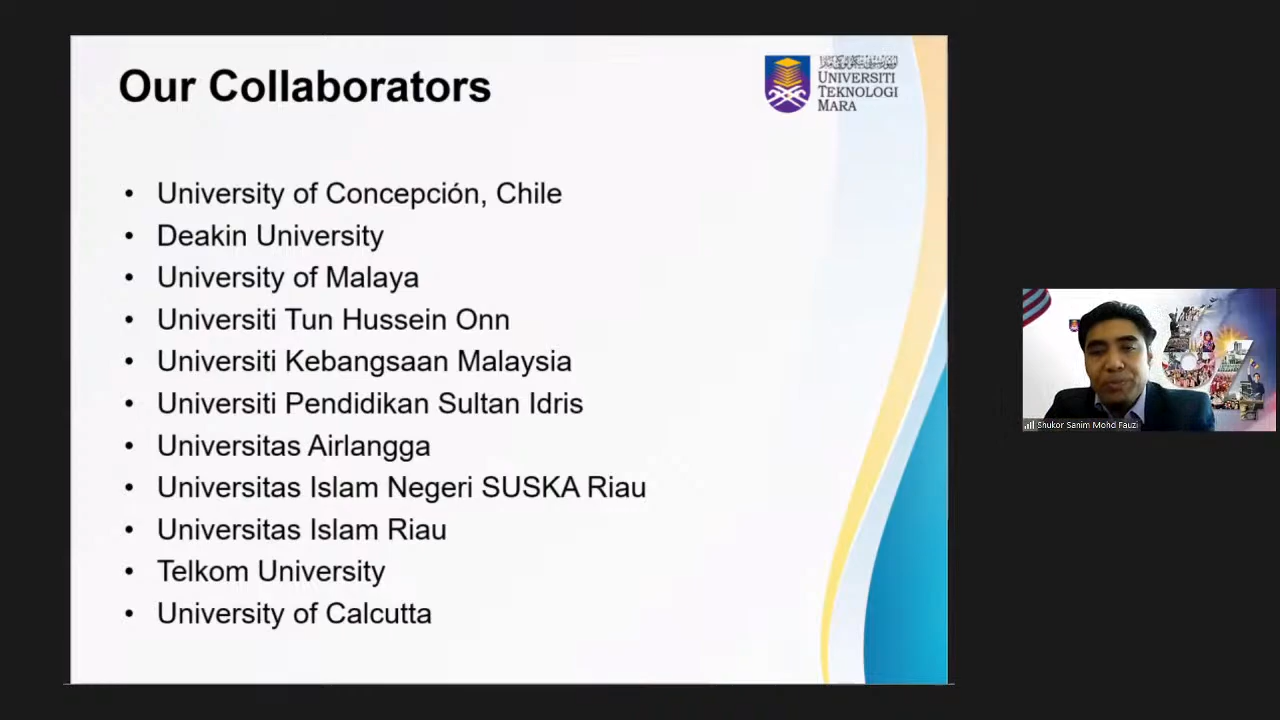 Our Collaborators
UNIVERSITI
TEKNOLOGI
MARA
• University of Concepción, Chile
• Deakin University
• University of Malaya
• Universiti Tun Hussein Onn
• Universiti Kebangsaan Malaysia
• Universiti Pendidikan Sultan Idris
• Universitas Airlangga
• Universitas Islam Negeri SUSKA Riau
• Universitas Islam Riau
• Telkom University
• University of Calcutta
Shukor Sanim Mohd Fauzi